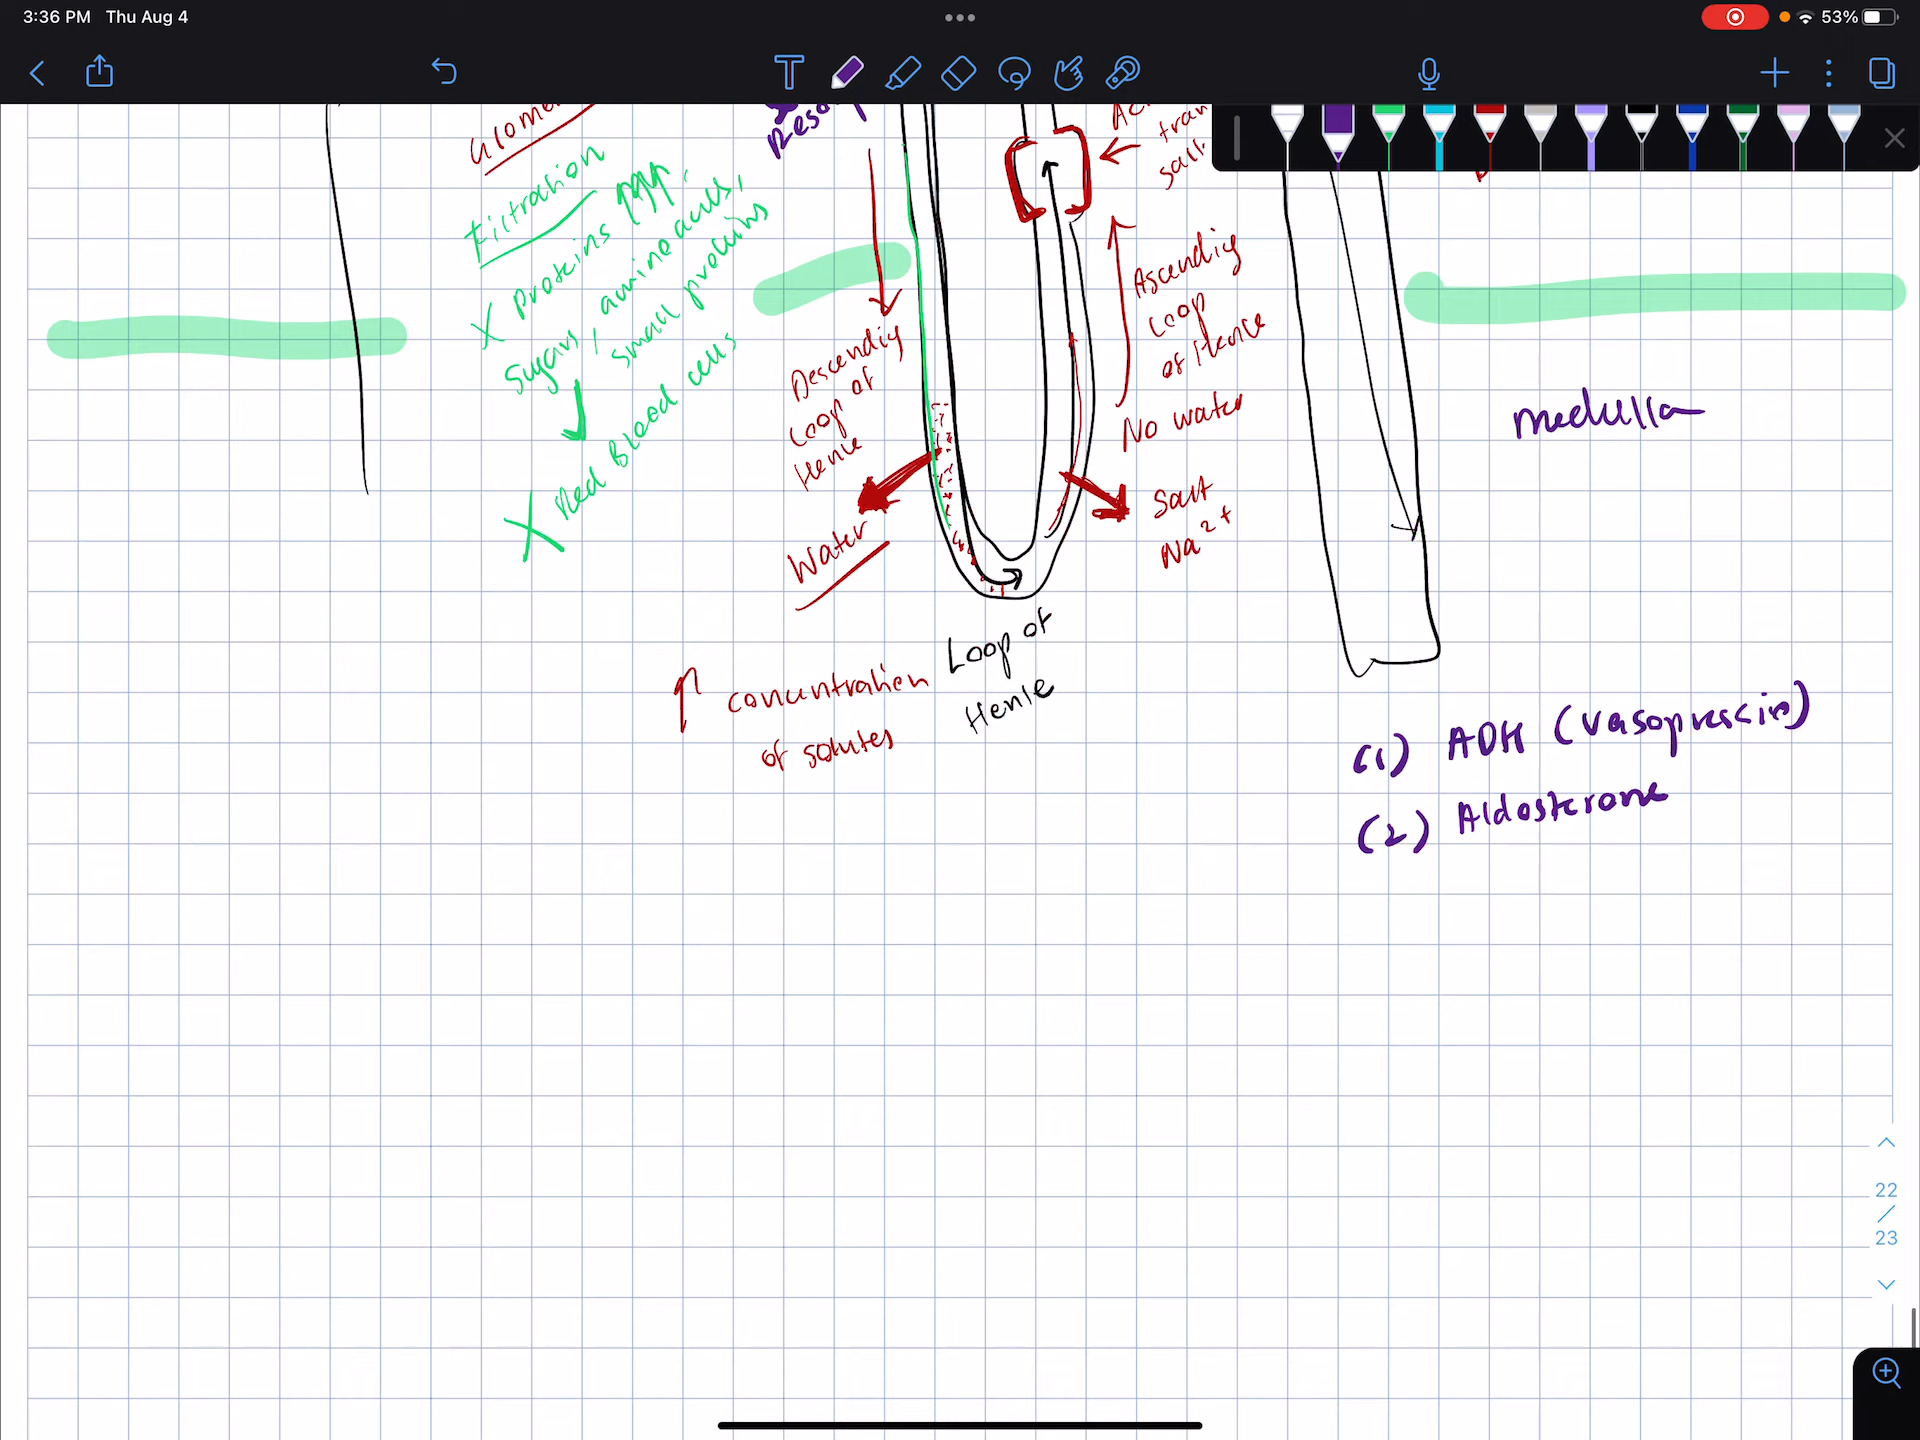 3:36 PM Thu Aug 4
53%
Filtration
X Proteins
sugars, amino acids,
small proteins
X Red Blood cells
Descending
Loop of
Henle
Water
↑ concentration
of solutes
Loop of
Henle
tran
salt
Ascending
Loop
of Henle
No water
Salt
Na²⁺
medulla
(1) ADH (vasopressin)
(2) Aldosterone
22
/
23